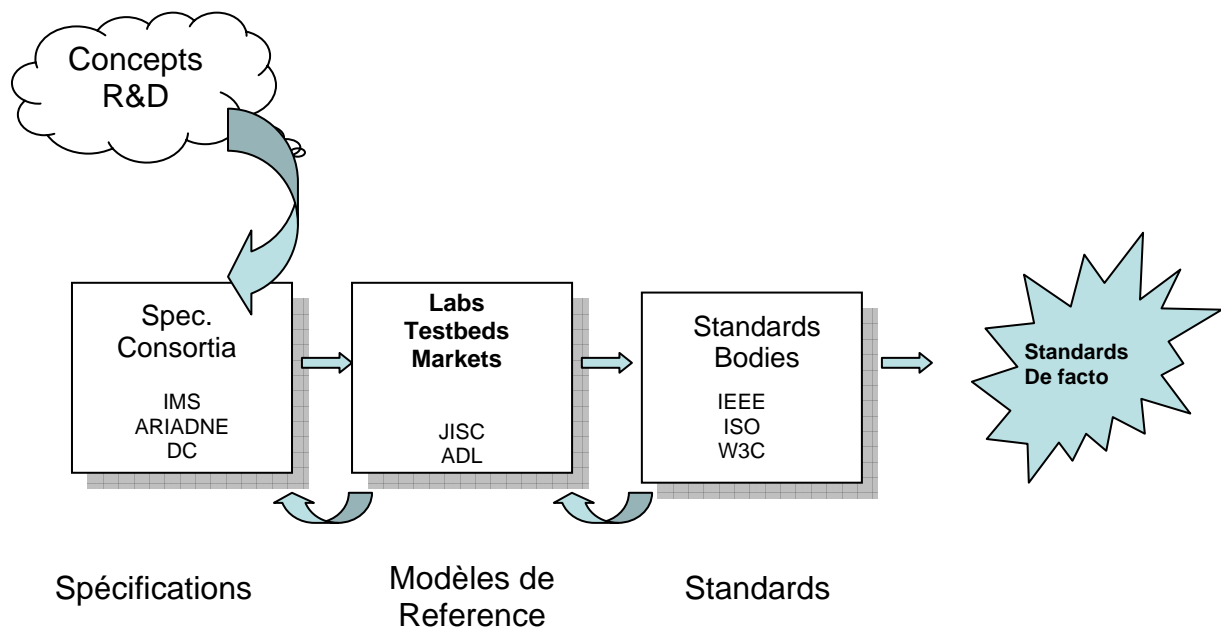 Concepts
R&D
Spec.
Consortia
IMS
ARIADNE
DC
Labs
Testbeds
Markets
JISC
ADL
Standards
Bodies
IEEE
ISO
W3C
Standards
De facto
Spécifications
Modèles de
Reference
Standards